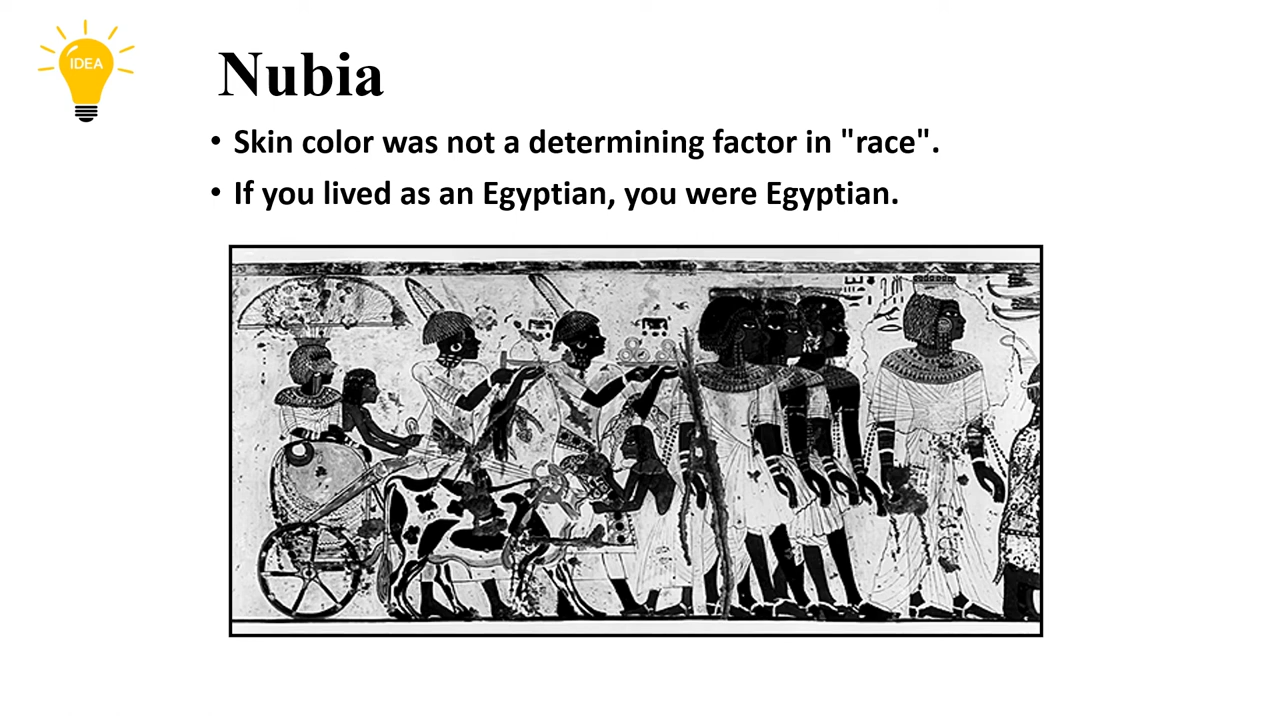 IDEA
Nubia
• Skin color was not a determining factor in "race".
• If you lived as an Egyptian, you were Egyptian.